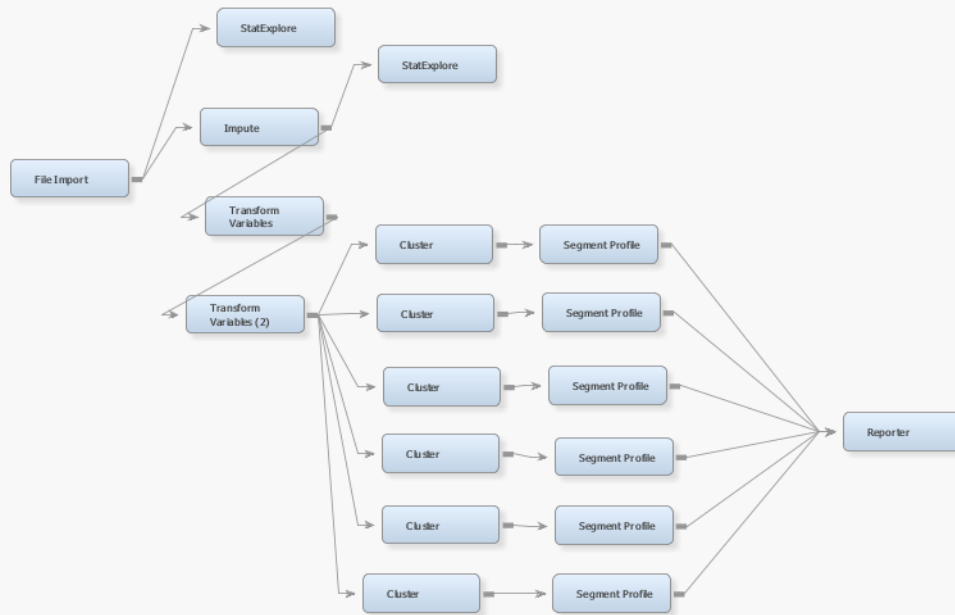 StatExplore
StatExplore
Impute
File Import
Transform
Variables
Cluster
Segment Profile
Transform
Variables (2)
Cluster
Segment Profile
Cluster
Segment Profile
Reporter
Cluster
Segment Profile
Cluster
Segment Profile
Cluster
Segment Profile